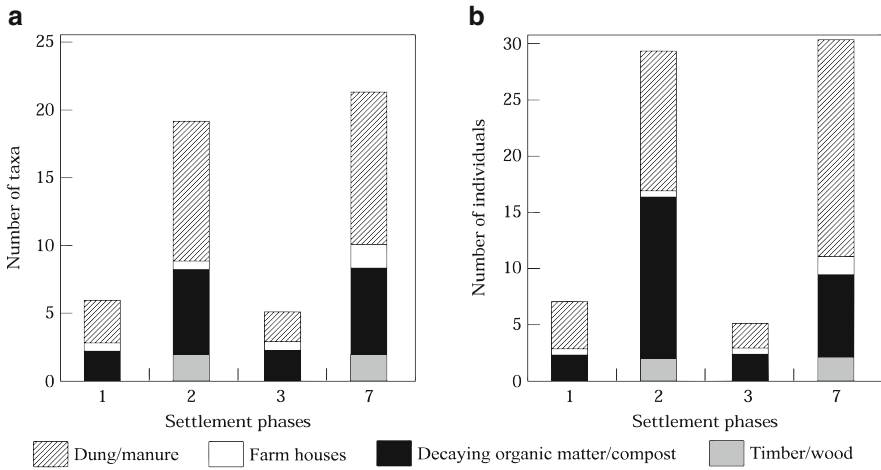 a
b
25
20
15
10
5
0
Number of taxa
1 2 3 7
Settlement phases
30
25
20
15
10
5
0
Number of individuals
1 2 3 7
Settlement phases
Dung/manure Farm houses Decaying organic matter/compost Timber/wood